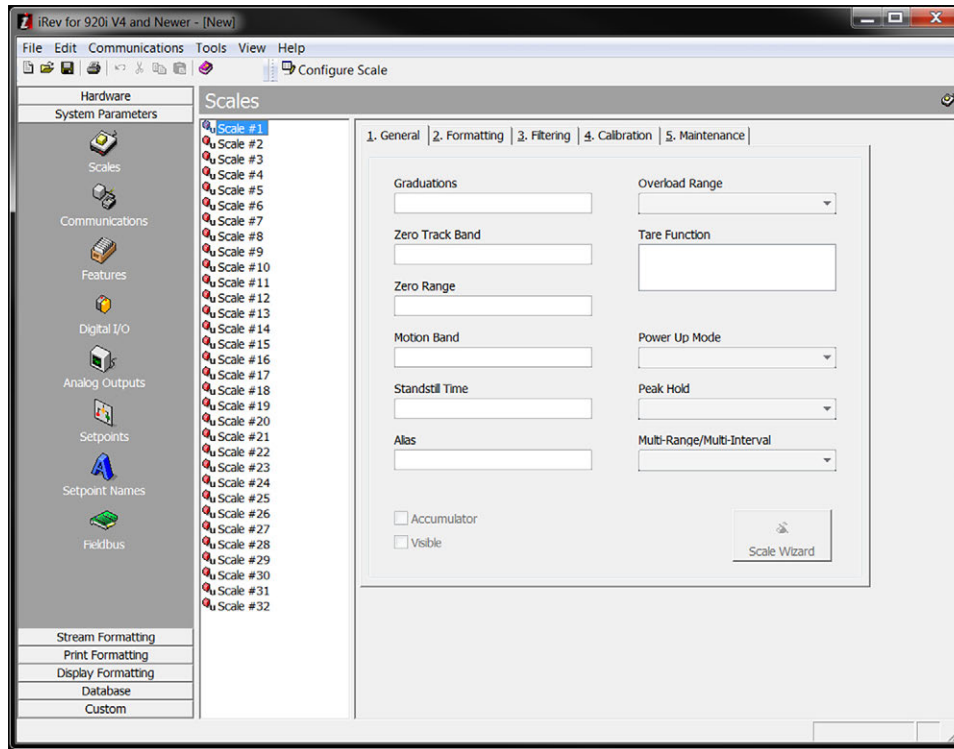 iRev for 920i V4 and Newer - [New]
File Edit Communications Tools View Help
Configure Scale
Hardware
System Parameters
Scales
Communications
Features
Digital I/O
Analog Outputs
Setpoints
Setpoint Names
Fieldbus
Stream Formatting
Print Formatting
Display Formatting
Database
Custom
Scales
Scale #1
Scale #2
Scale #3
Scale #4
Scale #5
Scale #6
Scale #7
Scale #8
Scale #9
Scale #10
Scale #11
Scale #12
Scale #13
Scale #14
Scale #15
Scale #16
Scale #17
Scale #18
Scale #19
Scale #20
Scale #21
Scale #22
Scale #23
Scale #24
Scale #25
Scale #26
Scale #27
Scale #28
Scale #29
Scale #30
Scale #31
Scale #32
1. General 2. Formatting 3. Filtering 4. Calibration 5. Maintenance
Graduations
Zero Track Band
Zero Range
Motion Band
Standstill Time
Alias
Accumulator
Visible
Overload Range
Tare Function
Power Up Mode
Peak Hold
Multi-Range/Multi-Interval
Scale Wizard